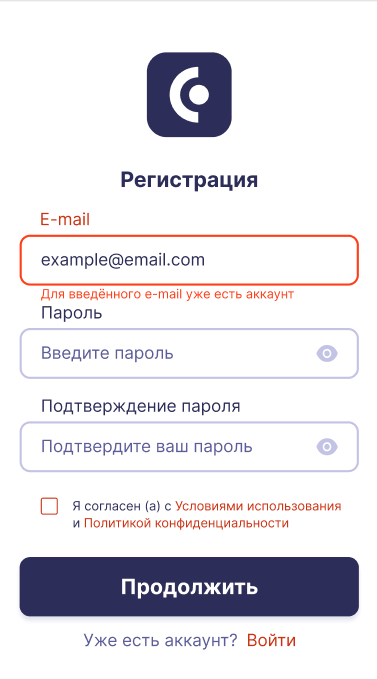 Регистрация
E-mail
example@email.com
Для введённого e-mail уже есть аккаунт
Пароль
Введите пароль
Подтверждение пароля
Подтвердите ваш пароль
Я согласен (а) с Условиями использования
и Политикой конфиденциальности
Продолжить
Уже есть аккаунт? Войти